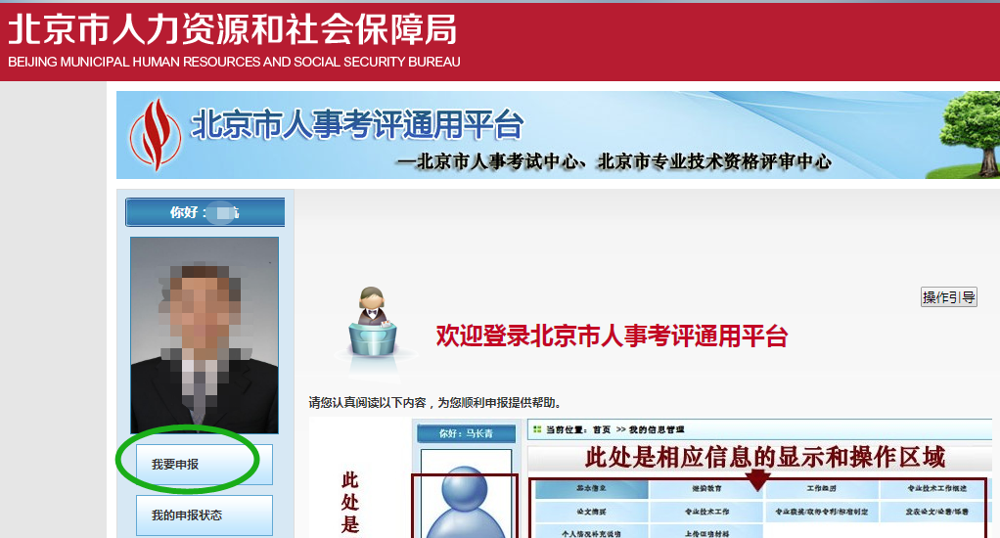 北京市人力资源和社会保障局
BEIJING MUNICIPAL HUMAN RESOURCES AND SOCIAL SECURITY BUREAU
北京市人事考评通用平台
—北京市人事考试中心、北京市专业技术资格评审中心
你好：
操作引导
欢迎登录北京市人事考评通用平台
请您认真阅读以下内容，为您顺利申报提供帮助。
我要申报
我的申报状态
此处是
你好：马长青
当前位置：首页 >> 我的信息管理
此处是相应信息的显示和操作区域
基本信息 经验教育 工作经历 专业技术工作概述
论文摘要 专业技术工作 专业获奖/取得专利/标准制定 发表论文/论著/译著
个人情况补充说明 上传证明材料